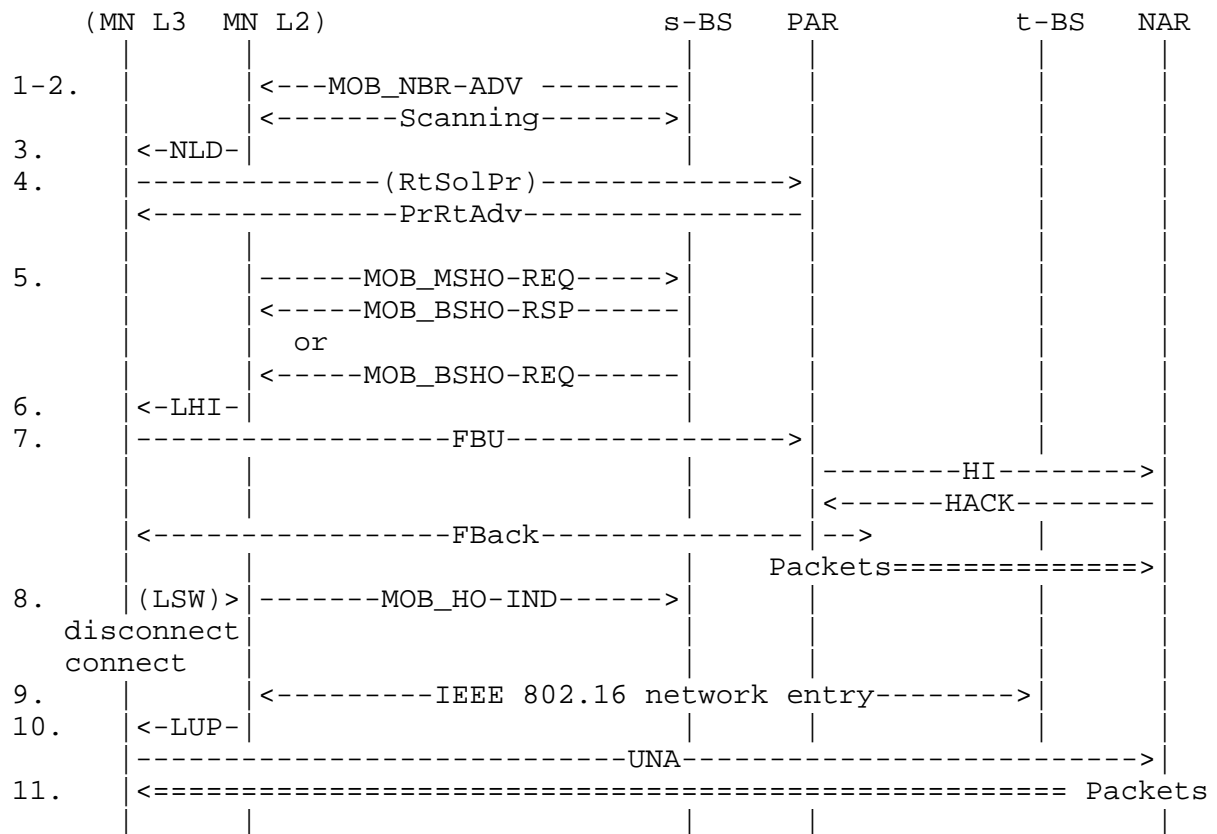 (MN L3  MN L2)                            s-BS    PAR             t-BS    NAR
1-2.  |       |<---MOB_NBR-ADV --------|
|<-------Scanning------->|
3.    |<-NLD-|
4.    |--------------(RtSolPr)-------------->|
|<--------------PrRtAdv----------------|
5.    |------MOB_MSHO-REQ----->|
|<-----MOB_BSHO-RSP------|
or
|<-----MOB_BSHO-REQ------|
6.    |<-LHI-|
7.    |------------------FBU---------------->|
|--------HI-------->|
|<------HACK--------|
|<------------------FBack---------------|-->
Packets==============>|
8.    |(LSW)>|-------MOB_HO-IND------>|
disconnect|
connect
9.    |<---------IEEE 802.16 network entry-------->|
10.   |<-LUP-|
|----------------------------UNA-------------------------->|
11.   |<==================================================== Packets